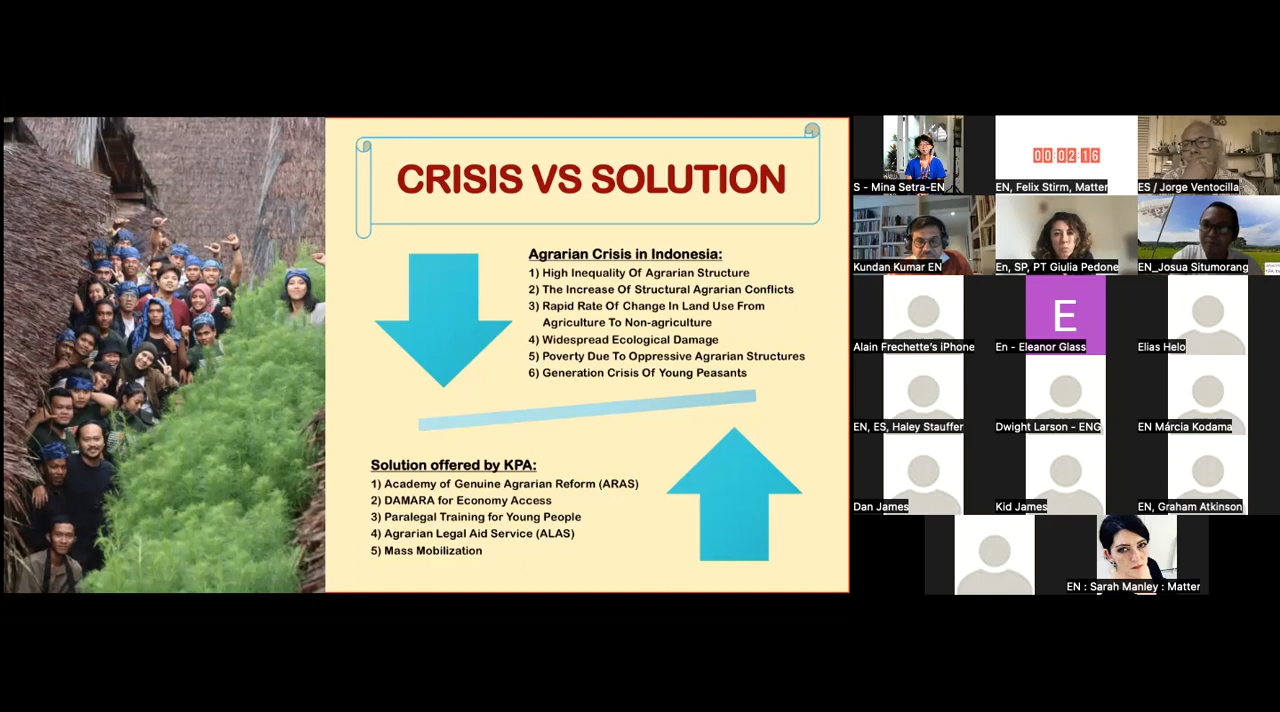 CRISIS VS SOLUTION
Agrarian Crisis in Indonesia:
1) High Inequality Of Agrarian Structure
2) The Increase Of Structural Agrarian Conflicts
3) Rapid Rate Of Change In Land Use From
Agriculture To Non-agriculture
4) Widespread Ecological Damage
5) Poverty Due To Oppressive Agrarian Structures
6) Generation Crisis Of Young Peasants
Solution offered by KPA:
1) Academy of Genuine Agrarian Reform (ARAS)
2) DAMARA for Economy Access
3) Paralegal Training for Young People
4) Agrarian Legal Aid Service (ALAS)
5) Mass Mobilization
S - Mina Setra-EN
00:02:16
EN, Felix Stirm, Matter
ES / Jorge Ventocilla
Kundan Kumar EN
En, SP, PT Giulia Pedone
EN_Josua Situmorang
Alain Frechette's iPhone
E
En - Eleanor Glass
Elias Helo
EN, ES, Haley Stauffer
Dwight Larson - ENG
EN Márcia Kodama
Dan James
Kid James
EN, Graham Atkinson
EN : Sarah Manley : Matter